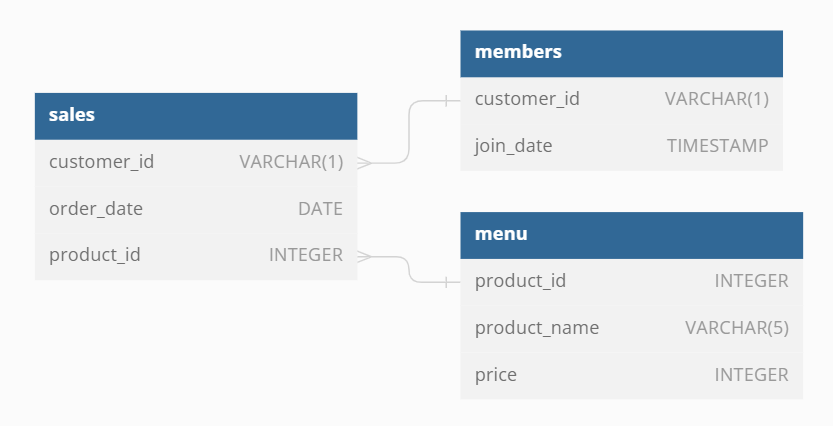 sales
customer_id VARCHAR(1)
order_date DATE
product_id INTEGER
members
customer_id VARCHAR(1)
join_date TIMESTAMP
menu
product_id INTEGER
product_name VARCHAR(5)
price INTEGER